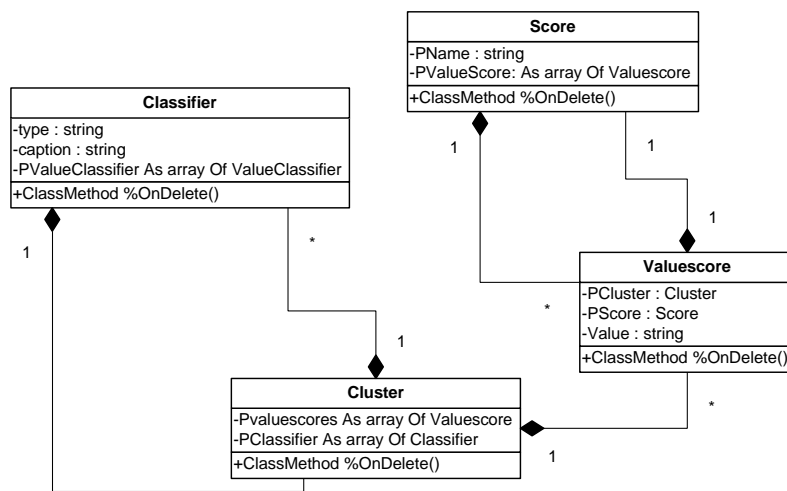 Score
-PName : string
-PValueScore: As array Of Valuescore
+ClassMethod %OnDelete()
Classifier
-type : string
-caption : string
-PValueClassifier As array Of ValueClassifier
+ClassMethod %OnDelete()
1
1
1
*
1
Valuescore
-PCluster : Cluster
-PScore : Score
-Value : string
+ClassMethod %OnDelete()
*
1
Cluster
-Pvaluescores As array Of Valuescore
-PClassifier As array Of Classifier
+ClassMethod %OnDelete()
*
1